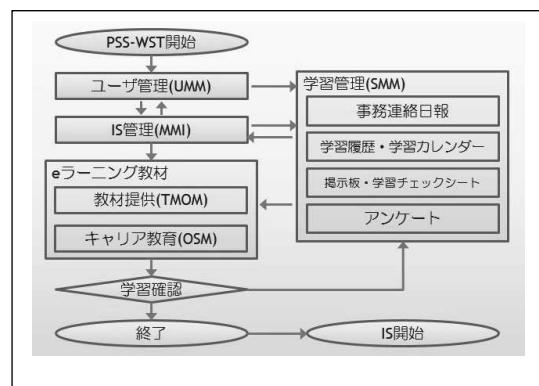 PSS-WST開始
ユーザ管理(UMM)
IS管理(MMI)
eラーニング教材
教材提供(TMOM)
キャリア教育(OSM)
学習管理(SMM)
事務連絡日報
学習履歴・学習カレンダー
掲示板・学習チェックシート
アンケート
学習確認
終了
IS開始